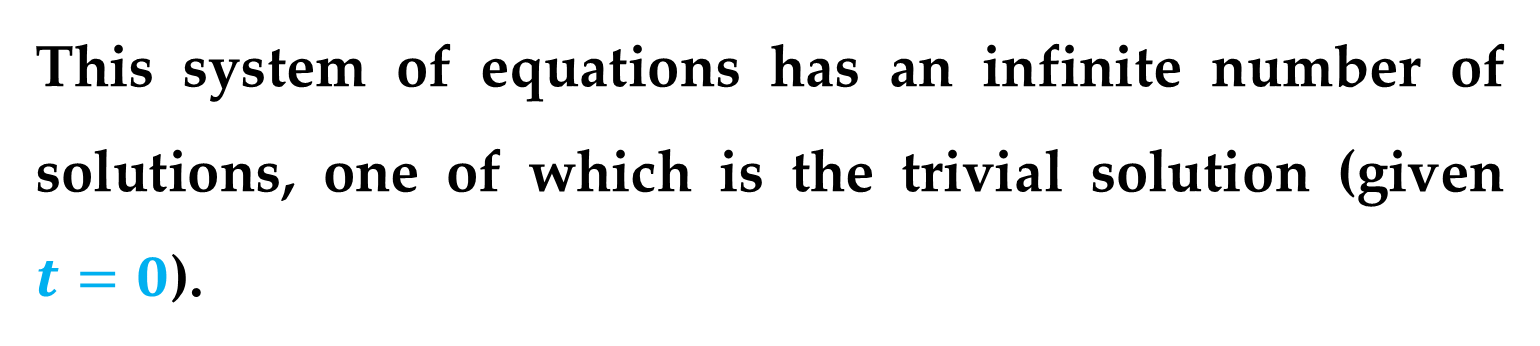 This system of equations has an infinite number of
solutions, one of which is the trivial solution (given
t = 0).